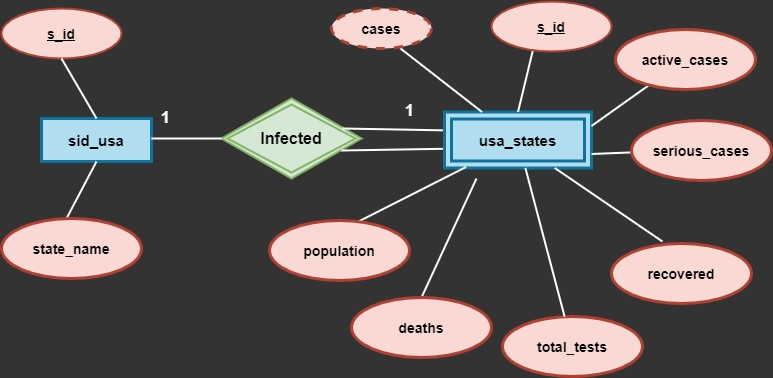 s_id
cases
s_id
active_cases
1
1
sid_usa
Infected
usa_states
serious_cases
state_name
population
recovered
deaths
total_tests